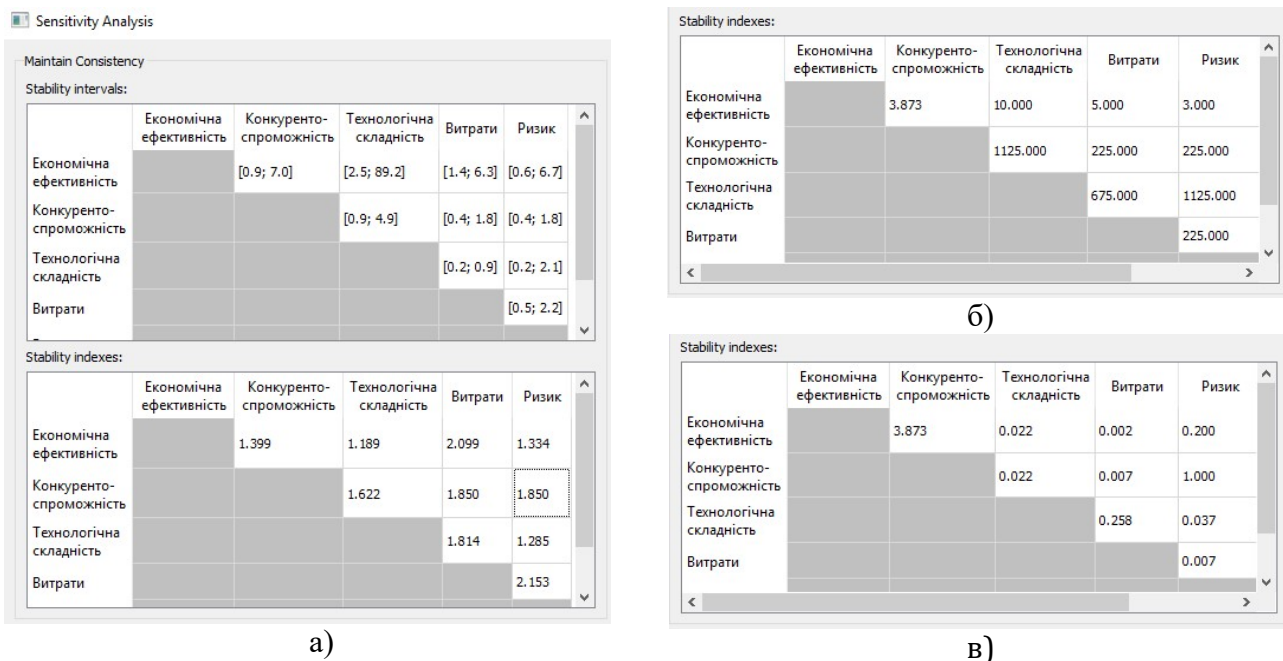 Sensitivity Analysis
Maintain Consistency
Stability intervals:
Економічна ефективність Конкуренто-спроможність Технологічна складність Витрати Ризик
Економічна ефективність [0.9; 7.0] [2.5; 89.2] [1.4; 6.3] [0.6; 6.7]
Конкуренто-спроможність [0.9; 4.9] [0.4; 1.8] [0.4; 1.8]
Технологічна складність [0.2; 0.9] [0.2; 2.1]
Витрати [0.5; 2.2]
Stability indexes:
Економічна ефективність Конкуренто-спроможність Технологічна складність Витрати Ризик
Економічна ефективність 1.399 1.189 2.099 1.334
Конкуренто-спроможність 1.622 1.850 1.850
Технологічна складність 1.814 1.285
Витрати 2.153
а)
Stability indexes:
Економічна ефективність Конкуренто-спроможність Технологічна складність Витрати Ризик
Економічна ефективність 3.873 10.000 5.000 3.000
Конкуренто-спроможність 1125.000 225.000 225.000
Технологічна складність 675.000 1125.000
Витрати 225.000
б)
Stability indexes:
Економічна ефективність Конкуренто-спроможність Технологічна складність Витрати Ризик
Економічна ефективність 3.873 0.022 0.002 0.200
Конкуренто-спроможність 0.022 0.007 1.000
Технологічна складність 0.258 0.037
Витрати 0.007
в)